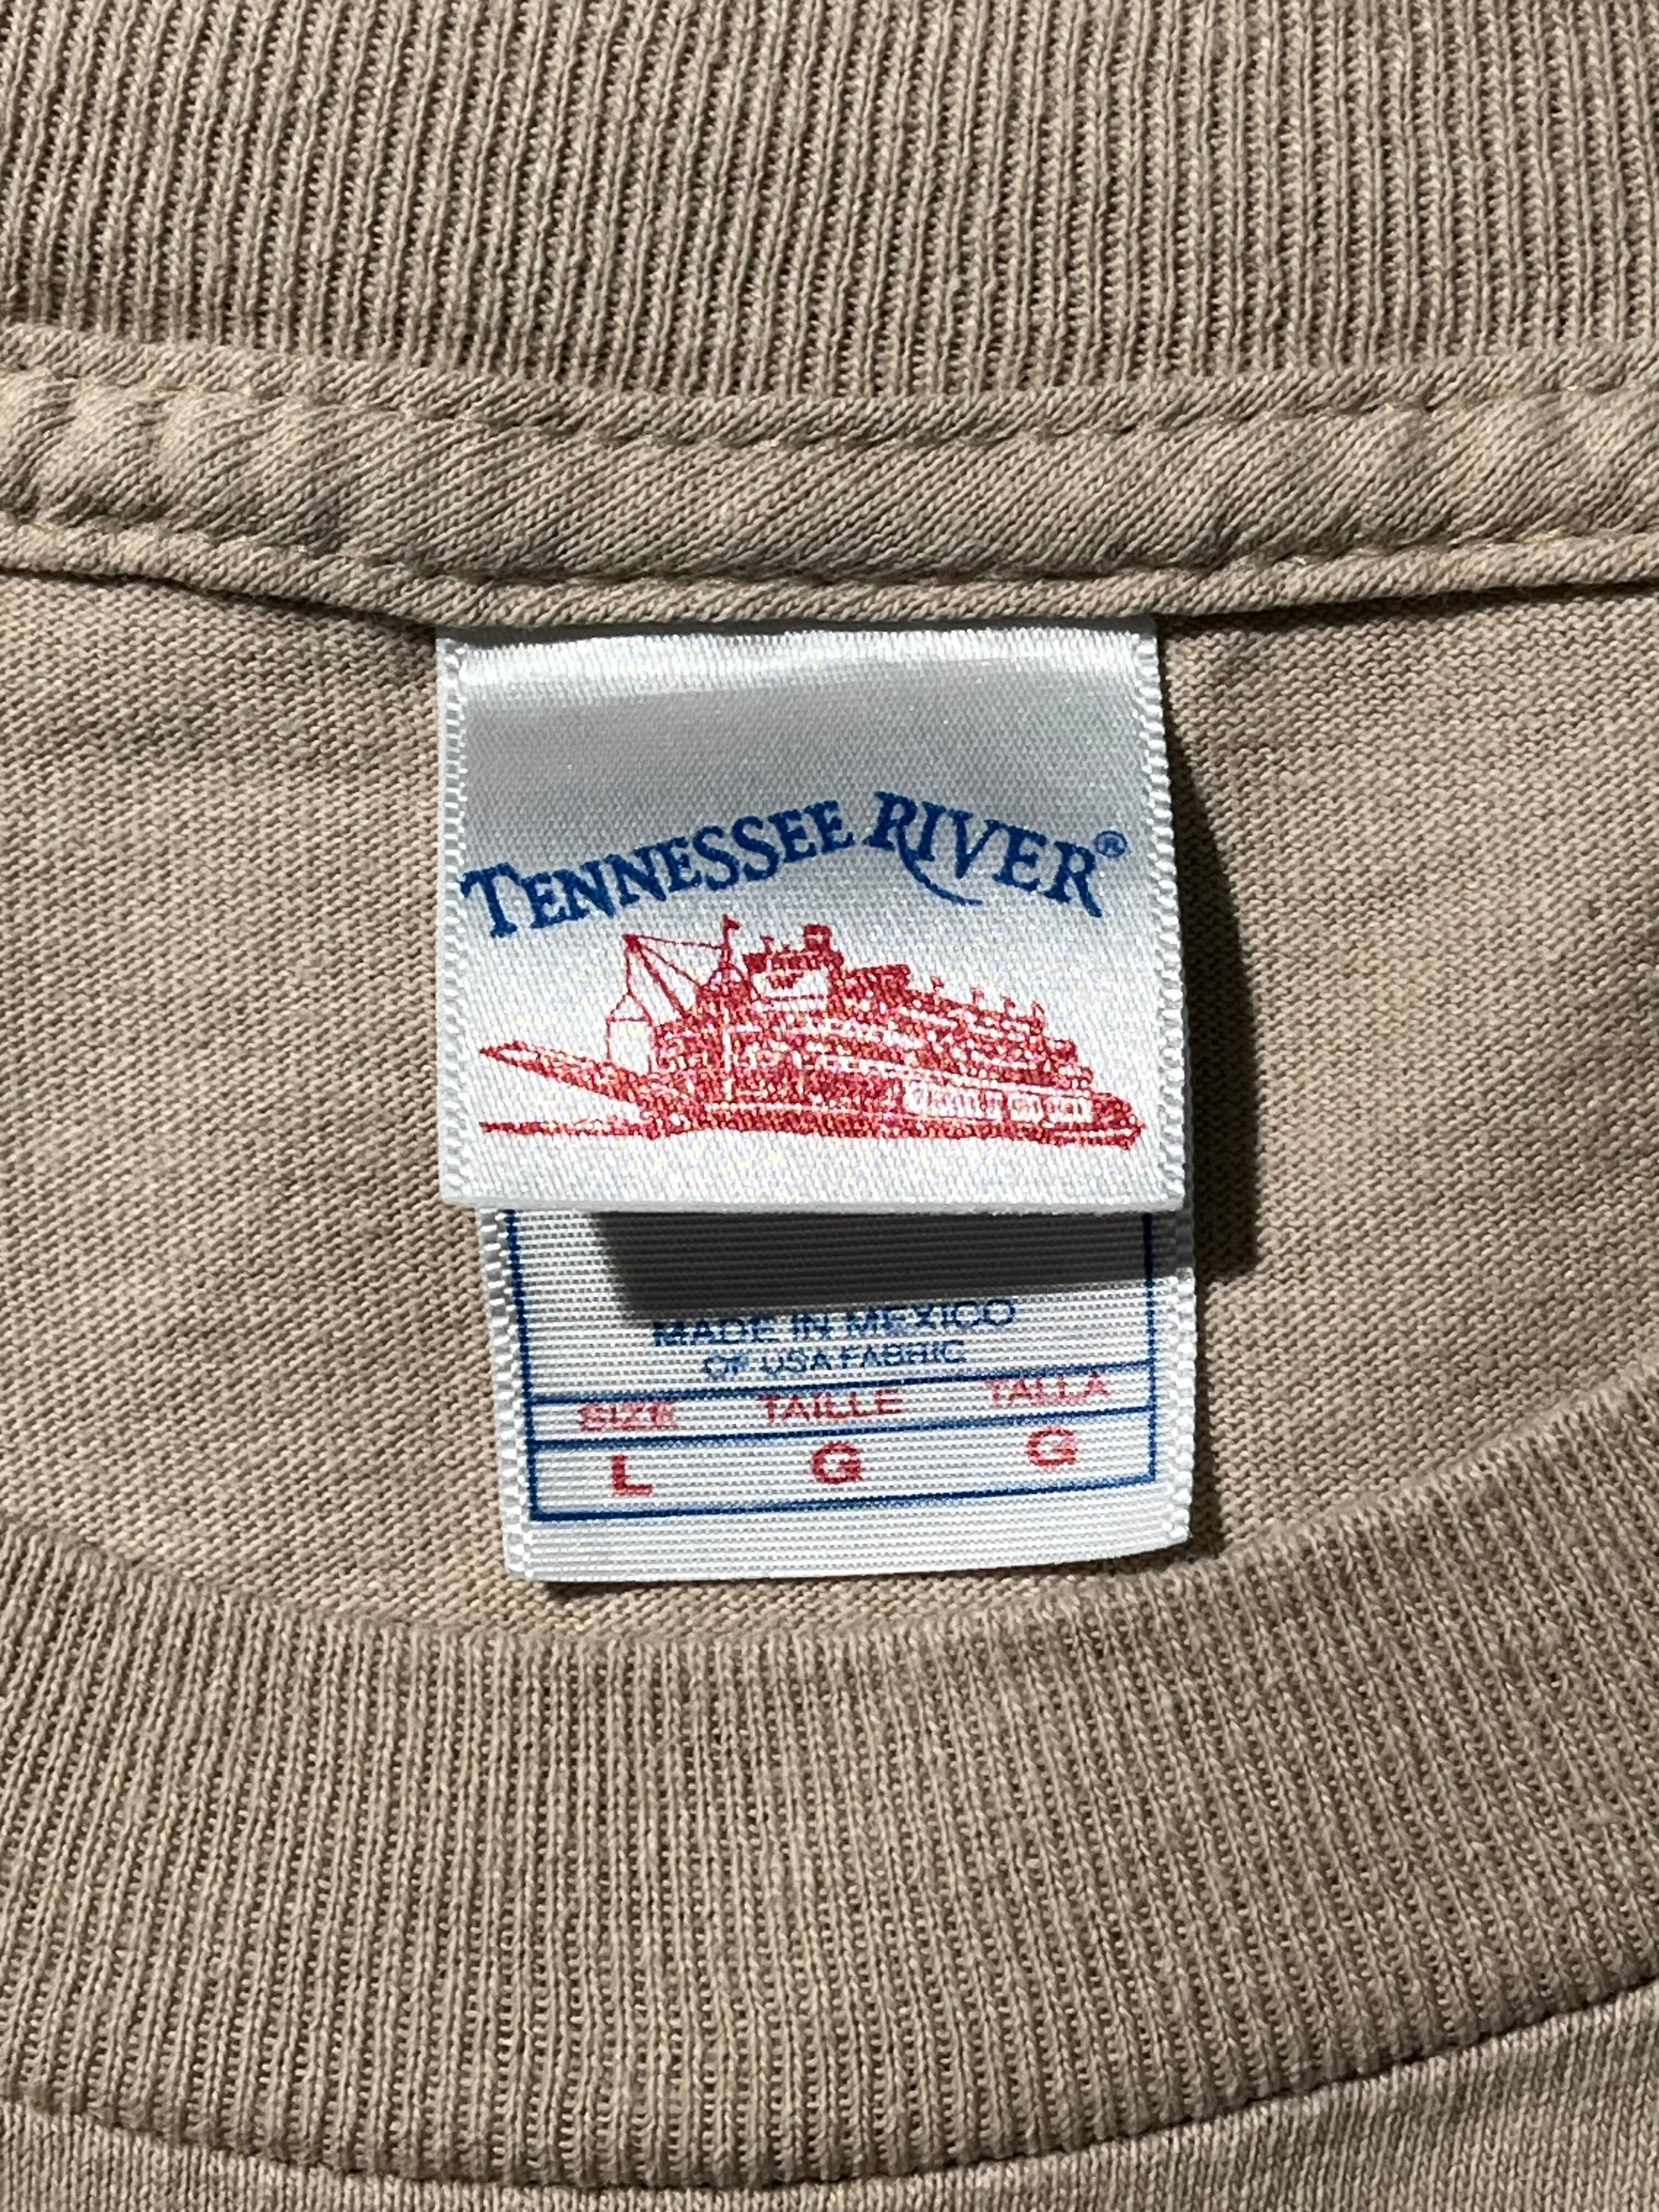 TENNESSEE RIVER®
MADE IN MEXICO
OF USA FABRIC
SIZE TAILLE TALLA
L G G